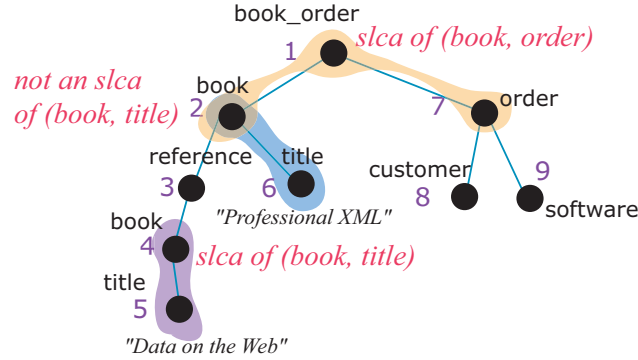 book_order
1
slca of (book, order)
not an slca
of (book, title)
book
2
7
order
reference
title
customer
9
3
6
8
software
"Professional XML"
book
4
slca of (book, title)
title
5
"Data on the Web"